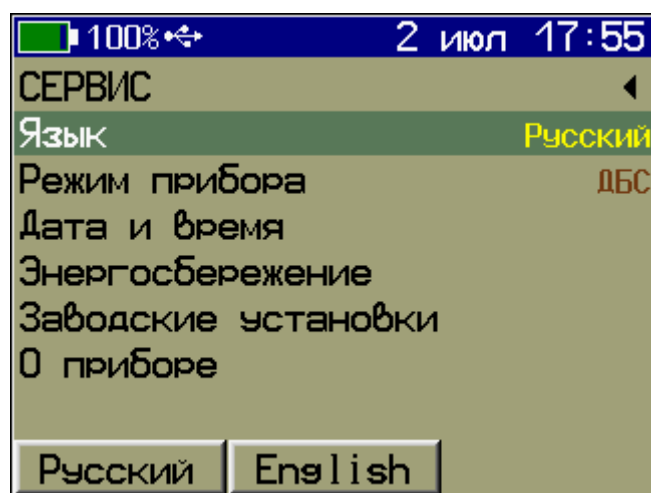 100% 2 июл 17:55
СЕРВИС
Язык Русский
Режим прибора ДБС
Дата и время
Энергосбережение
Заводские установки
О приборе
Русский English